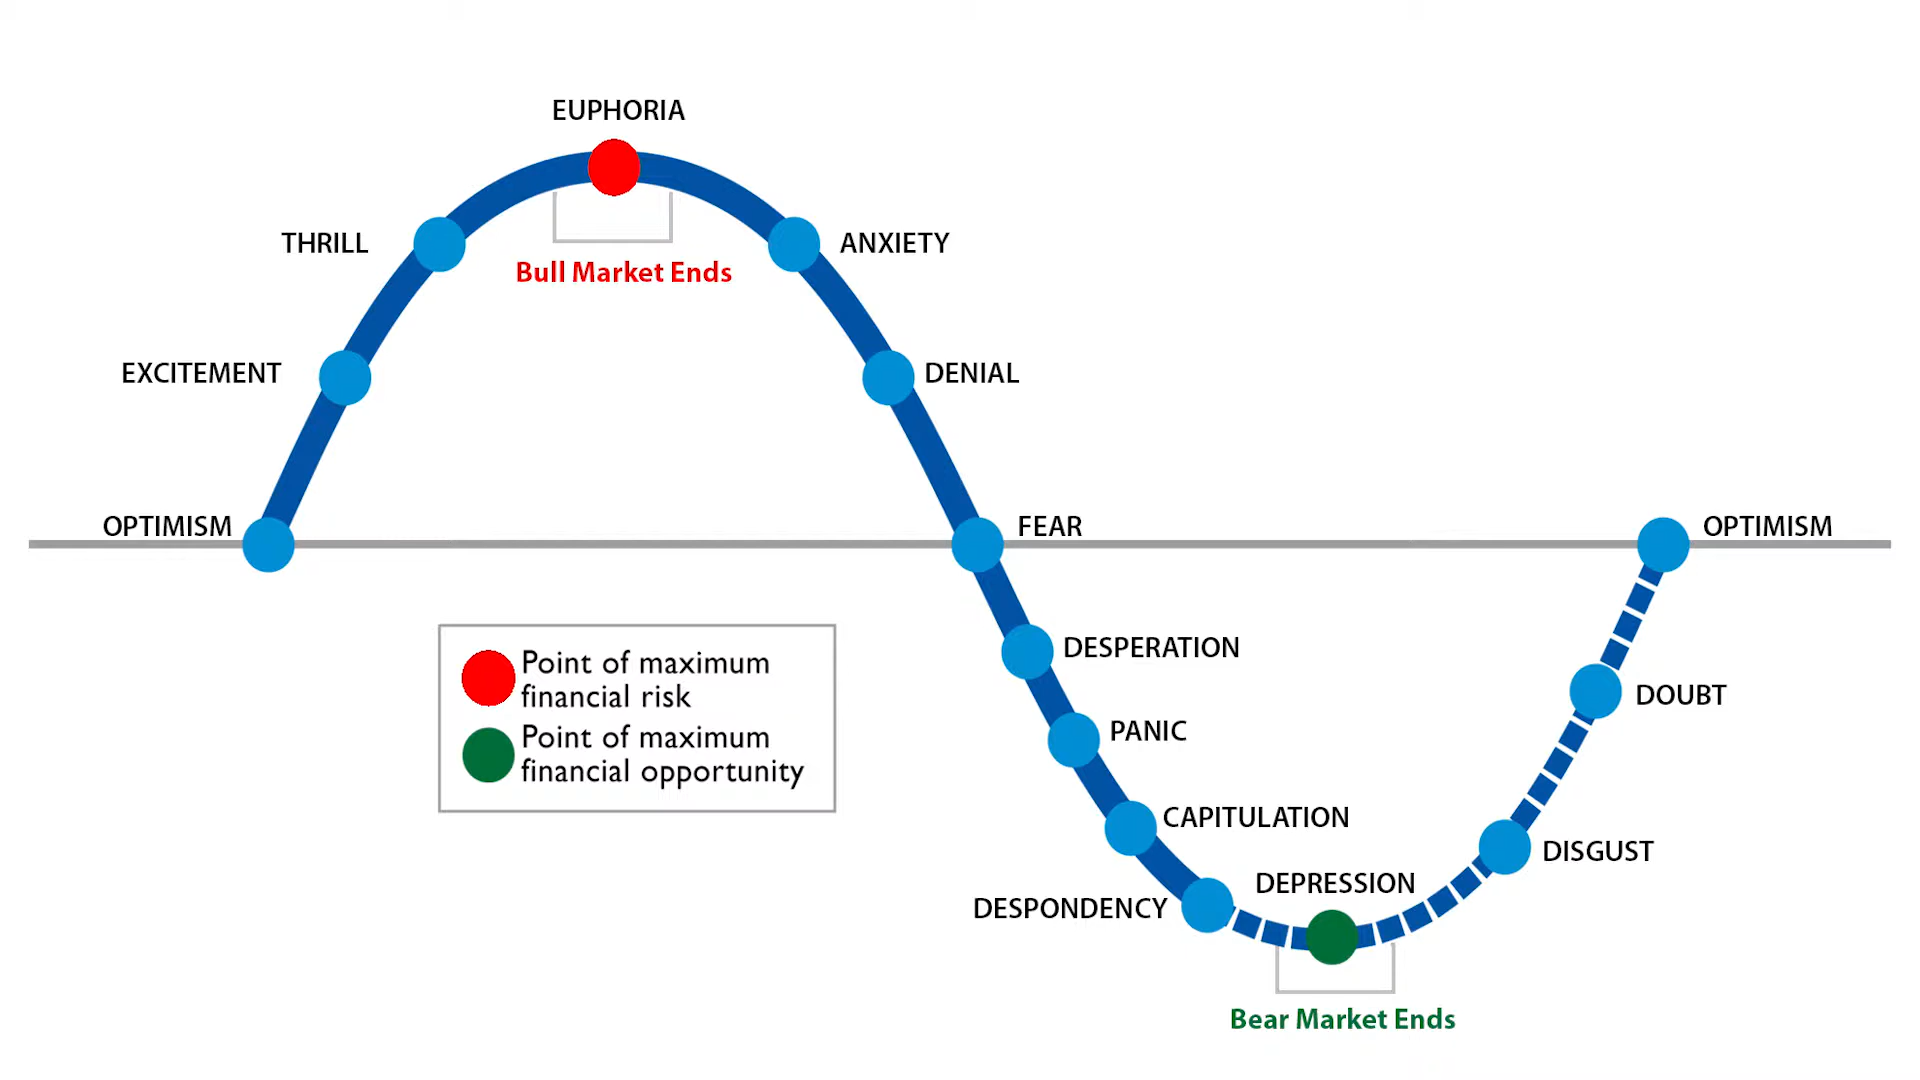 EUPHORIA
THRILL
ANXIETY
Bull Market Ends
EXCITEMENT
DENIAL
OPTIMISM
FEAR
OPTIMISM
DESPERATION
Point of maximum
financial risk
Point of maximum
financial opportunity
DOUBT
PANIC
CAPITULATION
DISGUST
DEPRESSION
DESPONDENCY
Bear Market Ends